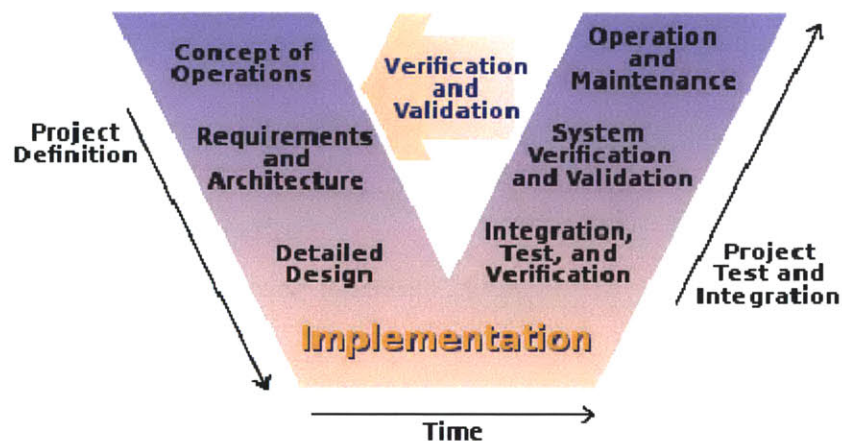 Concept of
Operations
Verification
and
Validation
Operation
and
Maintenance
Project
Definition
Requirements
and
Architecture
System
Verification
and Validation
Detailed
Design
Integration,
Test, and
Verification
Project
Test and
Integration
Implementation
Time